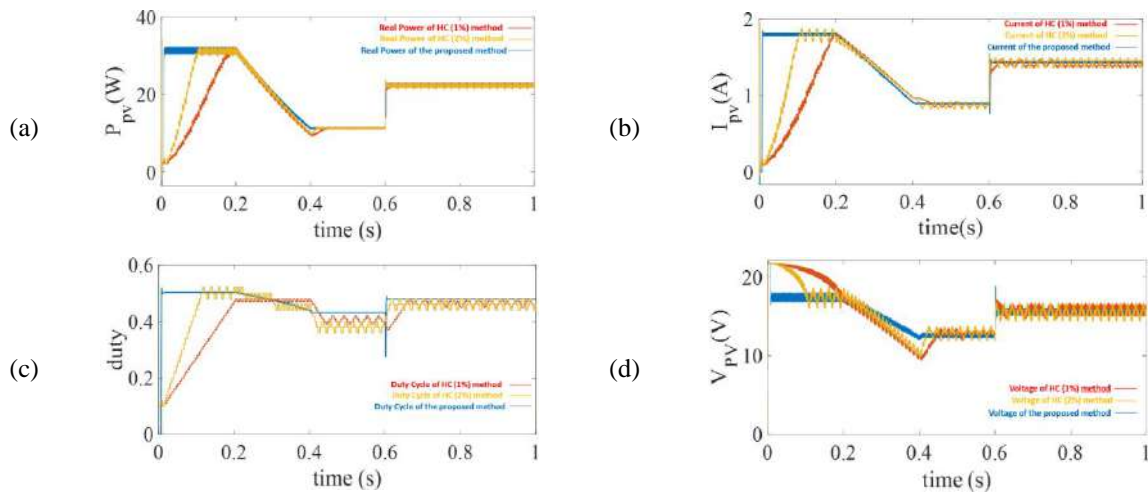 (a)
P_pv(W)
40
20
0
Real Power of HC (1%) method
Real Power of HC (2%) method
Real Power of the proposed method
0 0.2 0.4 0.6 0.8 1
time (s)
(b)
I_pv(A)
2
1
0
Current of HC (1%) method
Current of HC (2%) method
Current of the proposed method
0 0.2 0.4 0.6 0.8 1
time(s)
(c)
duty
0.6
0.4
0.2
0
Duty Cycle of HC (1%) method
Duty Cycle of HC (2%) method
Duty Cycle of the proposed method
0 0.2 0.4 0.6 0.8 1
time (s)
(d)
V_PV(V)
20
10
0
Voltage of HC (1%) method
Voltage of HC (2%) method
Voltage of the proposed method
0 0.2 0.4 0.6 0.8 1
time (s)